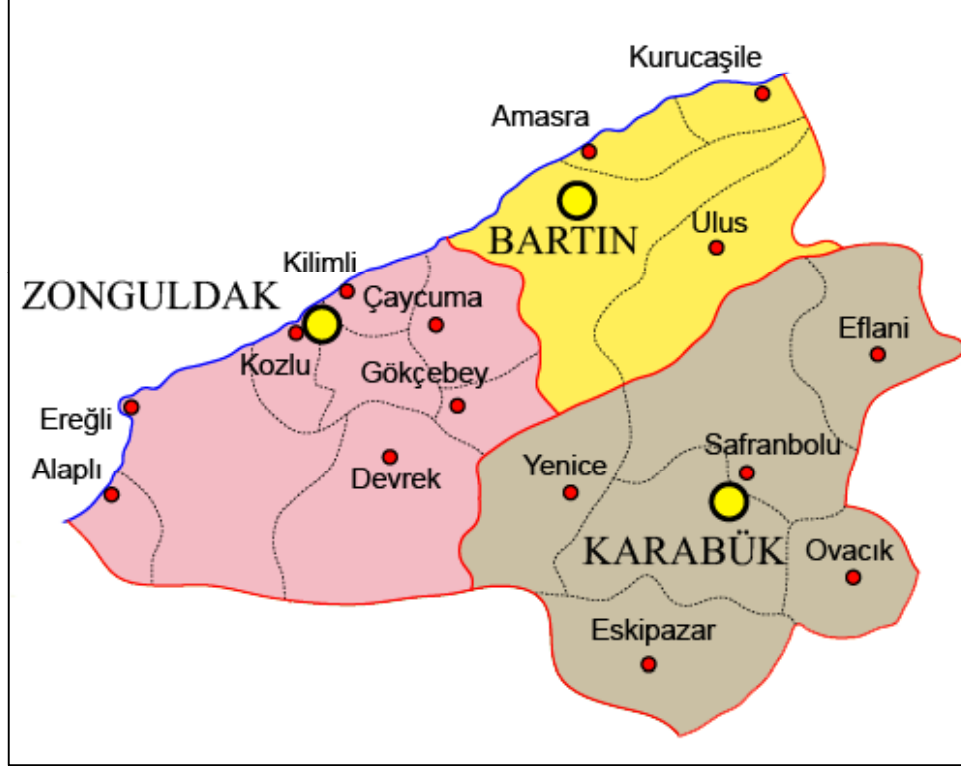 Kurucaşile
Amasra
Ulus
BARTIN
Kilimli
ZONGULDAK
Çaycuma
Eflani
Kozlu
Gökçebey
Ereğli
Safranbolu
Alaplı
Yenice
Devrek
KARABÜK
Ovacık
Eskipazar